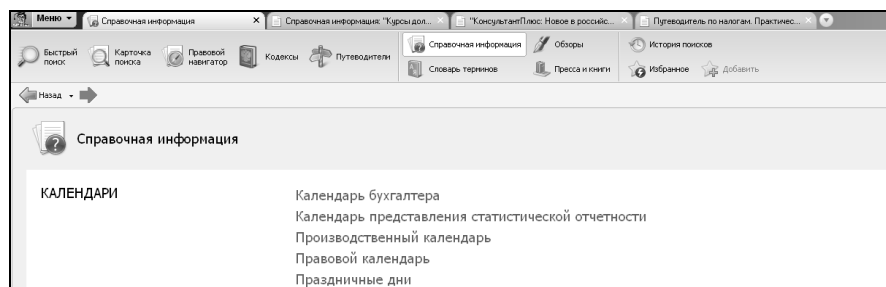 Меню
Справочная информация
Справочная информация: "Курсы дол...
"КонсультантПлюс: Новое в российс...
Путеводитель по налогам. Практичес...
Быстрый поиск
Карточка поиска
Правовой навигатор
Кодексы
Путеводители
Справочная информация
Обзоры
История поисков
Словарь терминов
Пресса и книги
Избранное
Добавить
Назад
Справочная информация
КАЛЕНДАРИ
Календарь бухгалтера
Календарь представления статистической отчетности
Производственный календарь
Правовой календарь
Праздничные дни